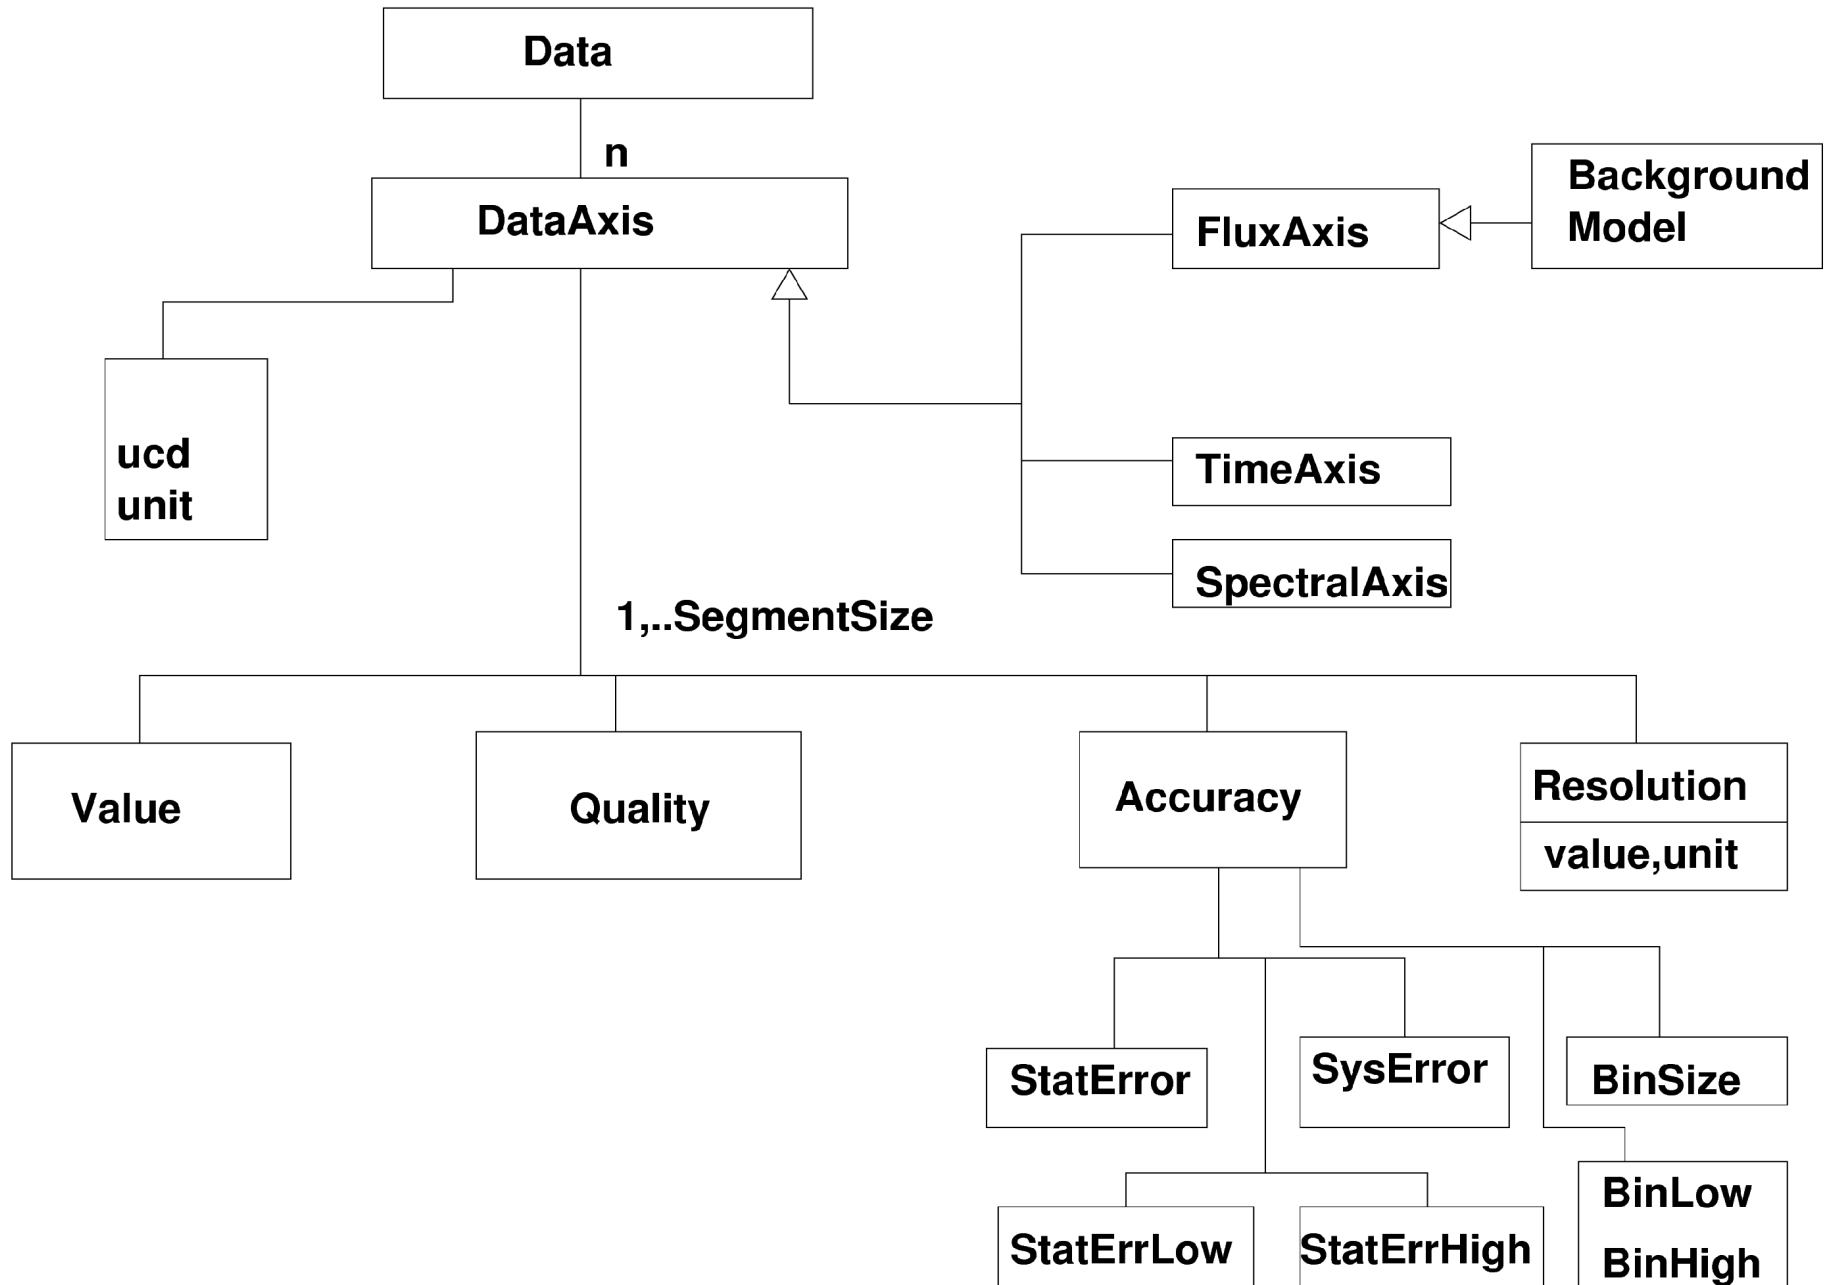 Data
n
DataAxis
Background
Model
FluxAxis
ucd
unit
TimeAxis
SpectralAxis
1,..SegmentSize
Value
Quality
Accuracy
Resolution
value,unit
StatError
SysError
BinSize
BinLow
BinHigh
StatErrLow
StatErrHigh